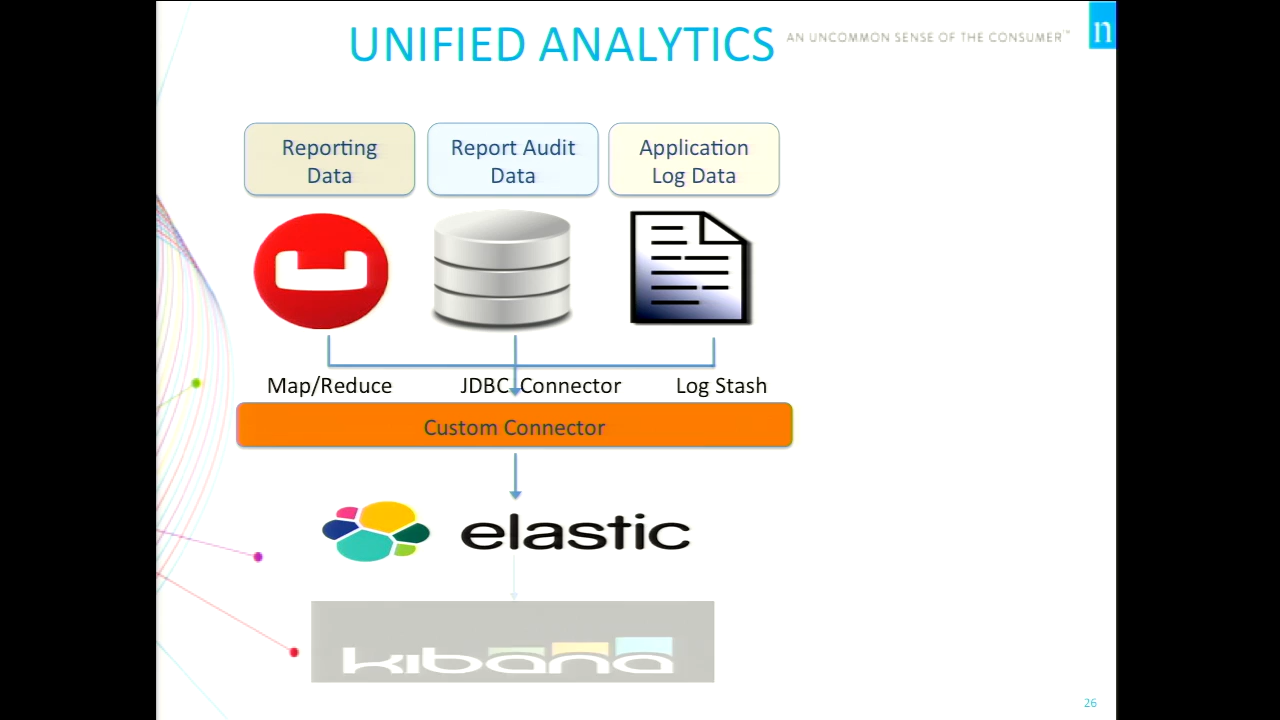 UNIFIED ANALYTICS
AN UNCOMMON SENSE OF THE CONSUMER™
n
Reporting
Data
Report Audit
Data
Application
Log Data
Map/Reduce
JDBC Connector
Log Stash
Custom Connector
elastic
kibana
26